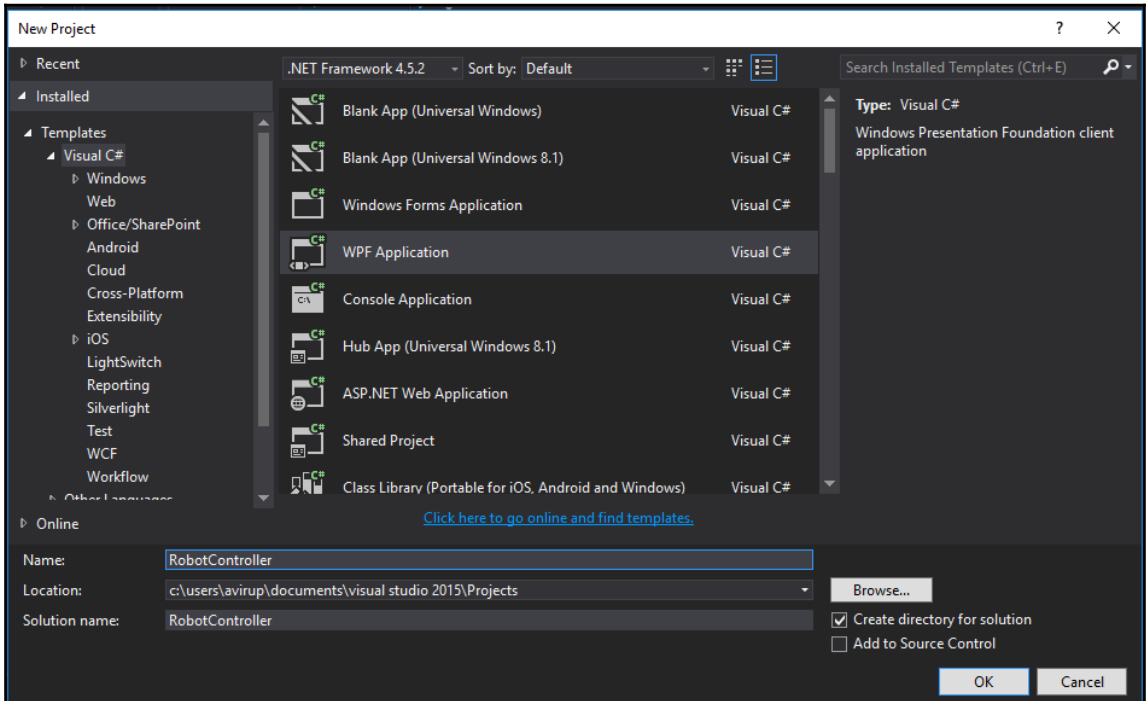 New Project
?
Recent
.NET Framework 4.5.2
Sort by: Default
Search Installed Templates (Ctrl+E)
Installed
Templates
Visual C#
Windows
Web
Office/SharePoint
Android
Cloud
Cross-Platform
Extensibility
iOS
LightSwitch
Reporting
Silverlight
Test
WCF
Workflow
Other Languages
Online
C# Blank App (Universal Windows) Visual C#
C# Blank App (Universal Windows 8.1) Visual C#
C# Windows Forms Application Visual C#
C# WPF Application Visual C#
C# C:\ Console Application Visual C#
C# Hub App (Universal Windows 8.1) Visual C#
C# ASP.NET Web Application Visual C#
C# Shared Project Visual C#
C# Class Library (Portable for iOS, Android and Windows) Visual C#
Click here to go online and find templates.
Type: Visual C#
Windows Presentation Foundation client
application
Name: RobotController
Location: c:\users\avirup\documents\visual studio 2015\Projects
Browse...
Solution name: RobotController
Create directory for solution
Add to Source Control
OK Cancel